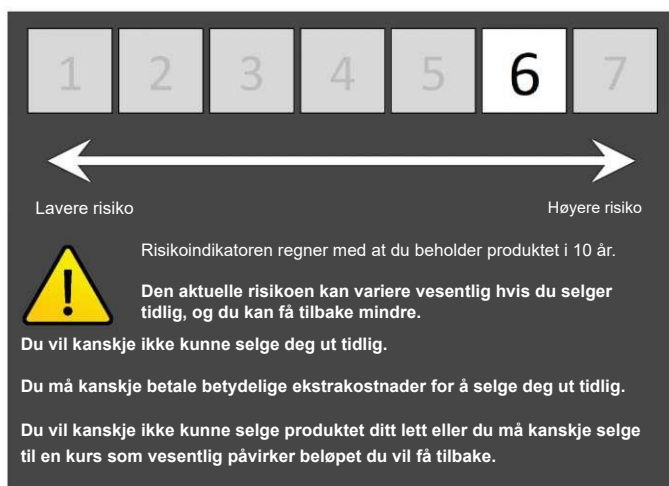 1 2 3 4 5 6 7
Lavere risiko Høyere risiko
Risikoindikatoren regner med at du beholder produktet i 10 år.
Den aktuelle risikoen kan variere vesentlig hvis du selger
tidlig, og du kan få tilbake mindre.
Du vil kanskje ikke kunne selge deg ut tidlig.
Du må kanskje betale betydelige ekstrakostnader for å selge deg ut tidlig.
Du vil kanskje ikke kunne selge produktet ditt lett eller du må kanskje selge
til en kurs som vesentlig påvirker beløpet du vil få tilbake.